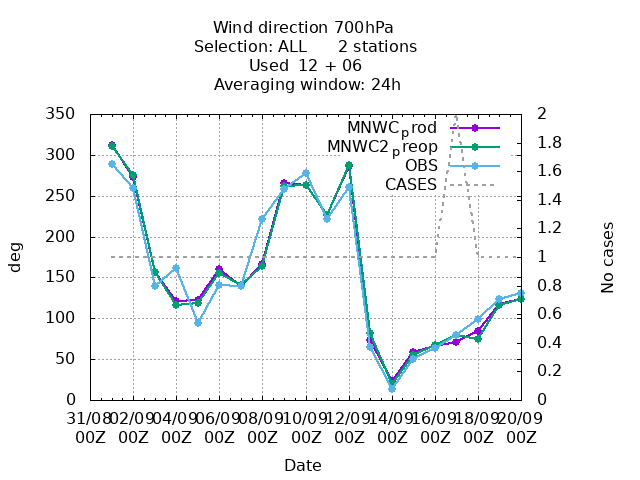 Wind direction 700hPa
Selection: ALL      2 stations
Used  12 + 06
Averaging window: 24h
350
300
250
200
150
100
50
0
deg
2
1.8
1.6
1.4
1.2
1
0.8
0.6
0.4
0.2
0
No cases
MNWCprod
MNWC2preop
OBS
CASES
31/08 02/09 04/09 06/09 08/09 10/09 12/09 14/09 16/09 18/09 20/09
00Z 00Z 00Z 00Z 00Z 00Z 00Z 00Z 00Z 00Z 00Z
Date